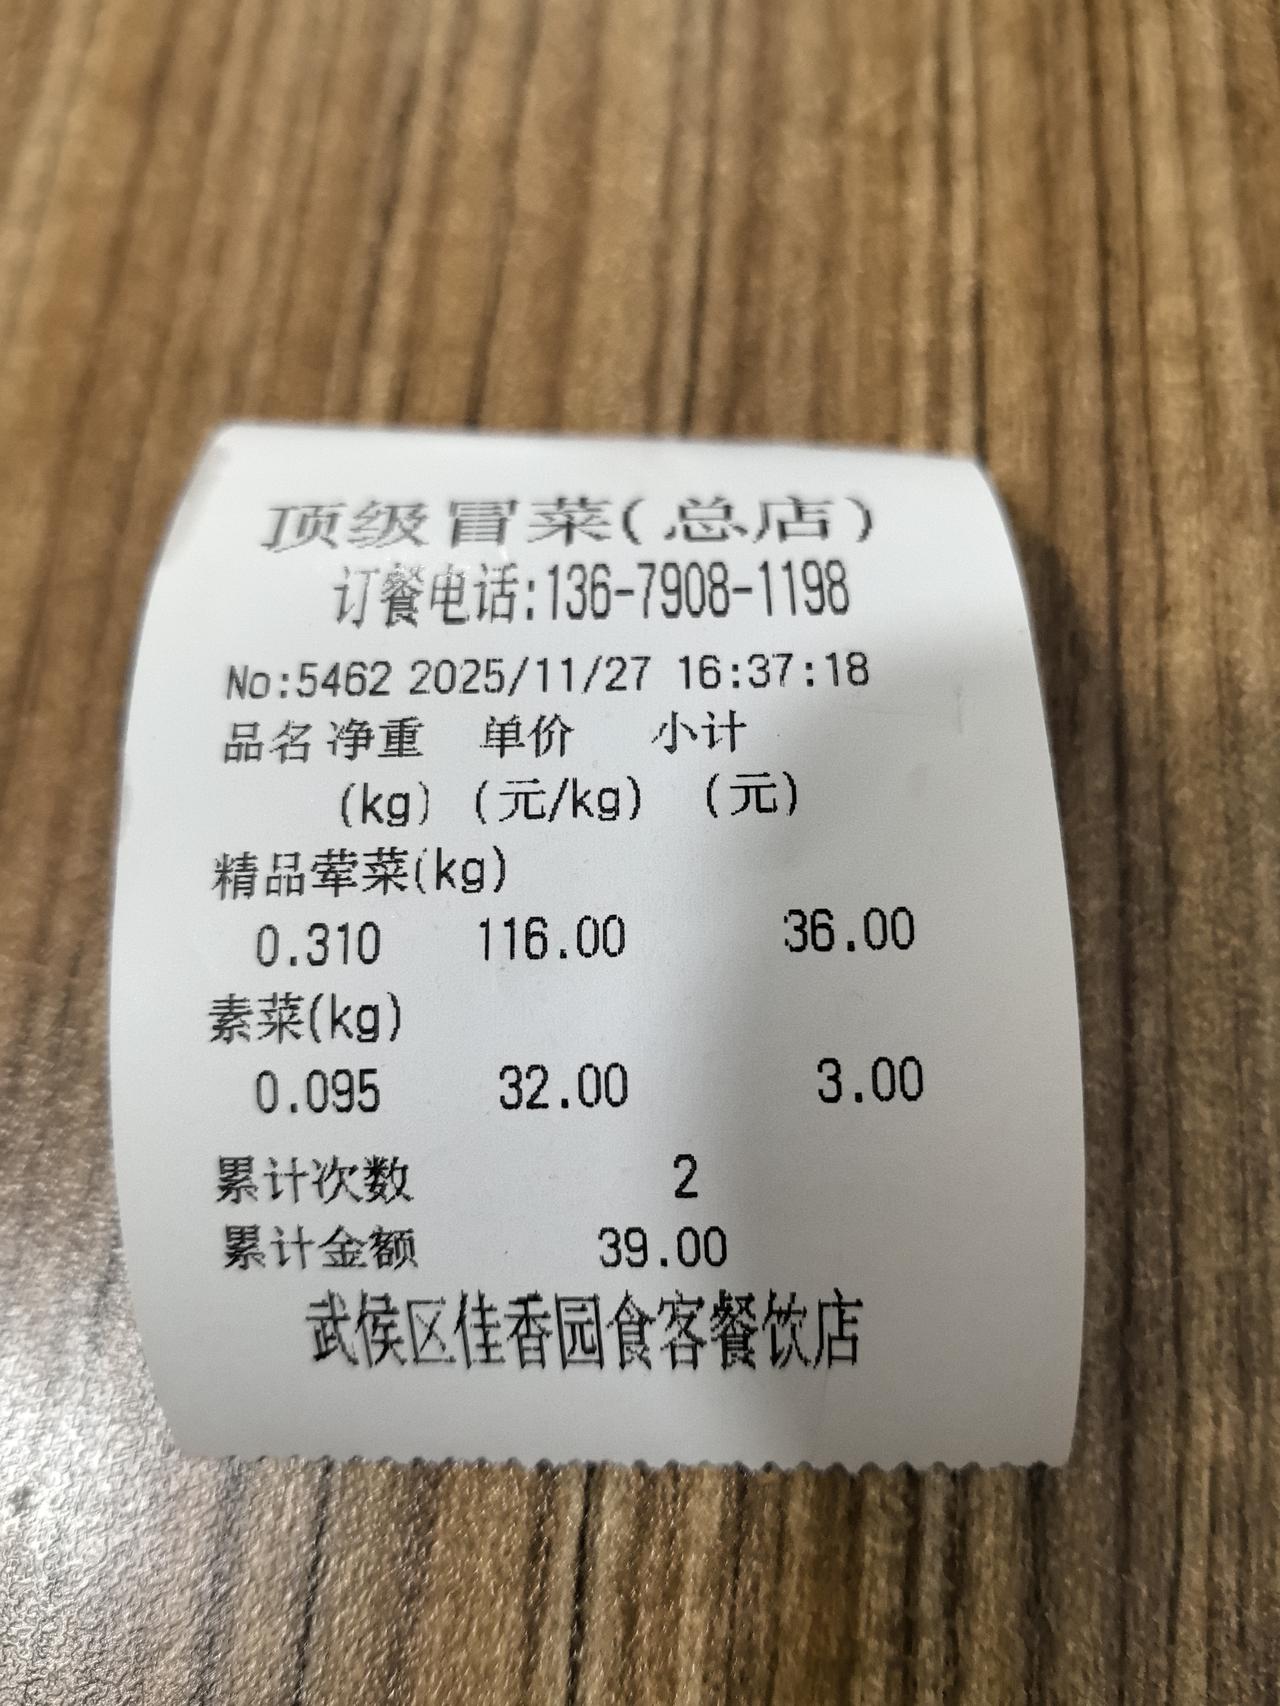 顶级冒菜(总店)
订餐电话:136-7908-1198
No:5462 2025/11/27 16:37:18
品名 净重 单价 小计
(kg) (元/kg) (元)
精品荤菜(kg)
0.310 116.00 36.00
素菜(kg)
0.095 32.00 3.00
累计次数 2
累计金额 39.00
武侯区佳香园食客餐饮店